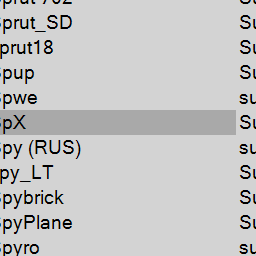 prut 702
prut_SD Su
prut18 Su
pup Su
pwe su
pX Su
py (RUS) su
py_LT Su
pybrick Su
pyPlane Su
pyro su